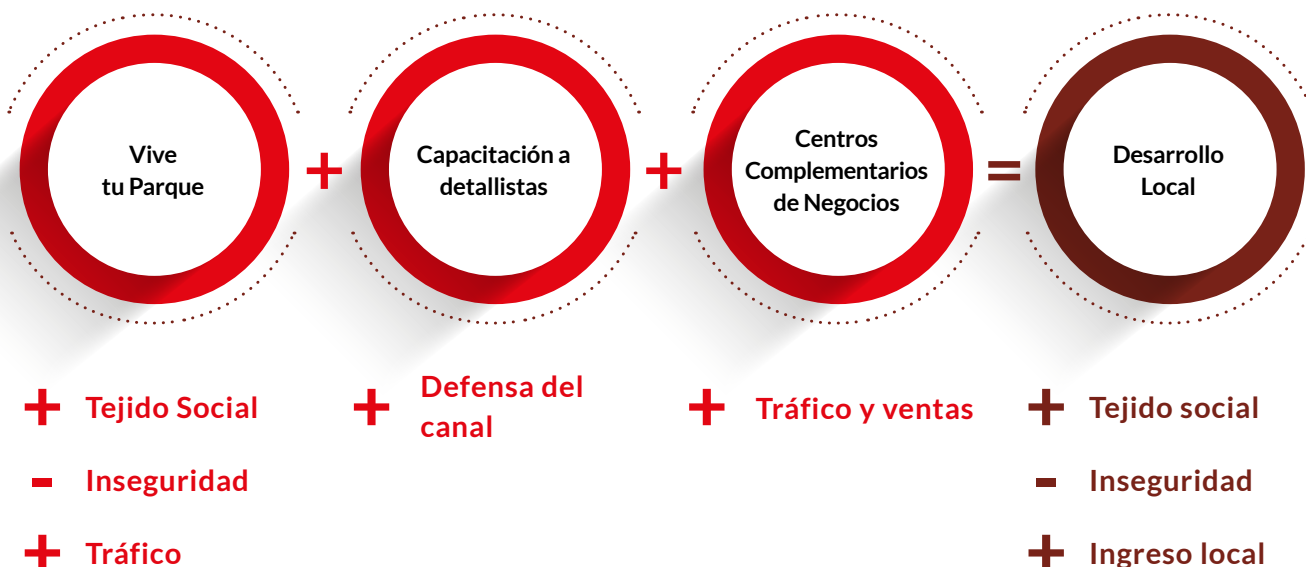 Vive
tu Parque
+
Capacitación a
detallistas
+
Centros
Complementarios
de Negocios
=
Desarrollo
Local
+ Tejido Social
- Inseguridad
+ Tráfico
+ Defensa del
canal
+ Tráfico y ventas
+ Tejido social
- Inseguridad
+ Ingreso local